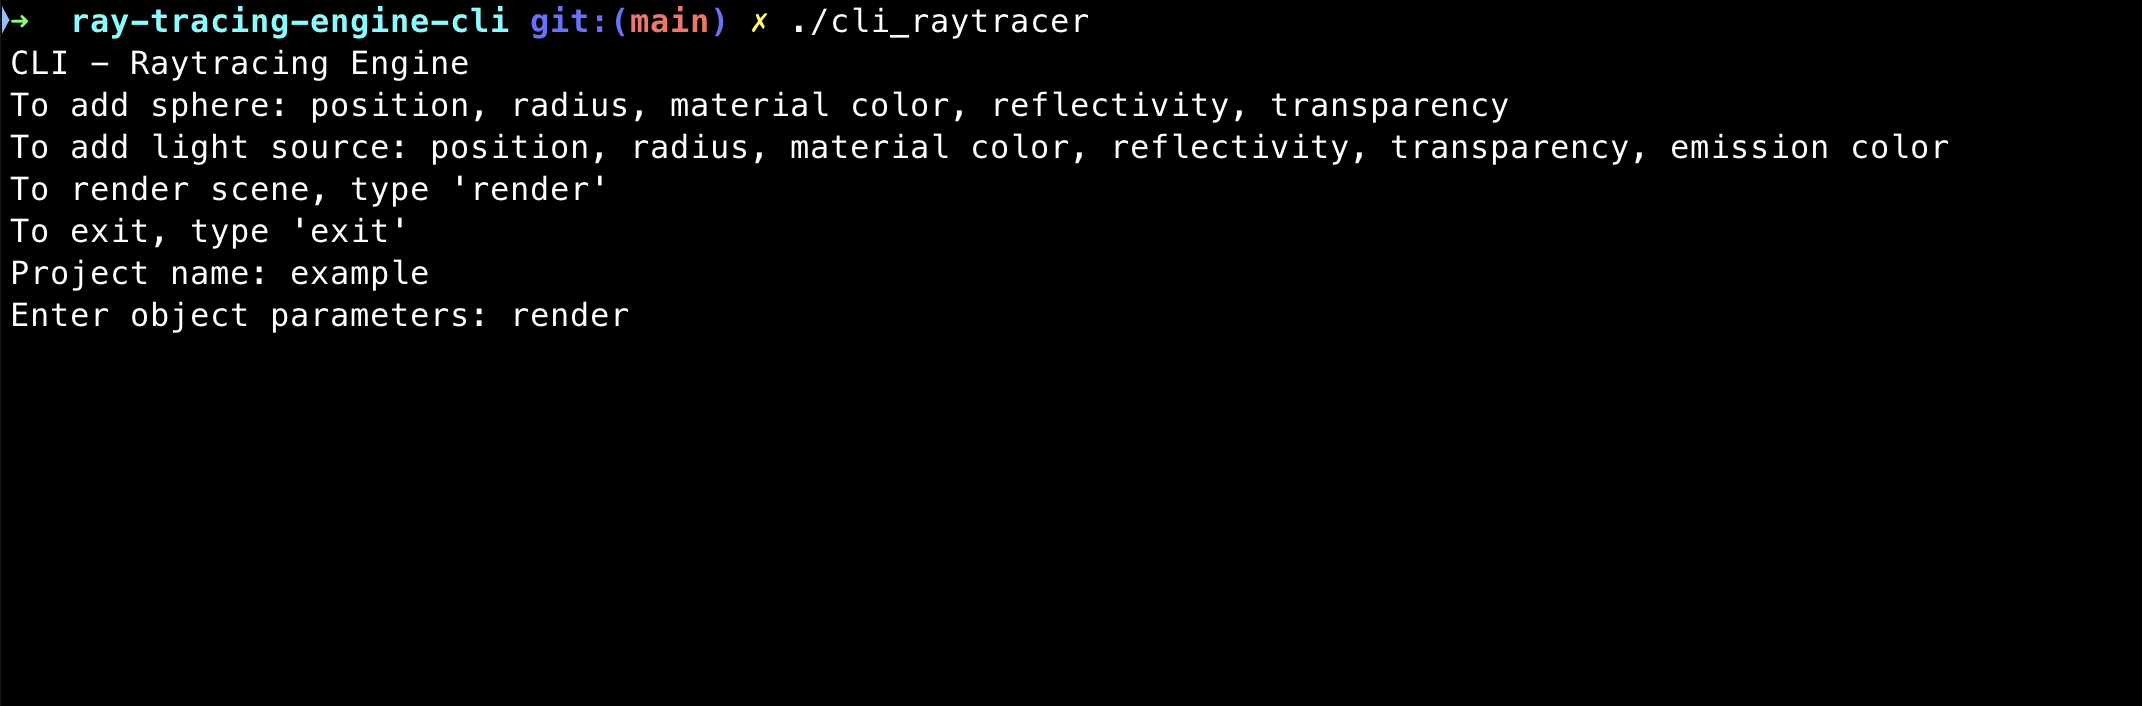 ➜  ray-tracing-engine-cli git:(main) ✗ ./cli_raytracer
CLI - Raytracing Engine
To add sphere: position, radius, material color, reflectivity, transparency
To add light source: position, radius, material color, reflectivity, transparency, emission color
To render scene, type 'render'
To exit, type 'exit'
Project name: example
Enter object parameters: render